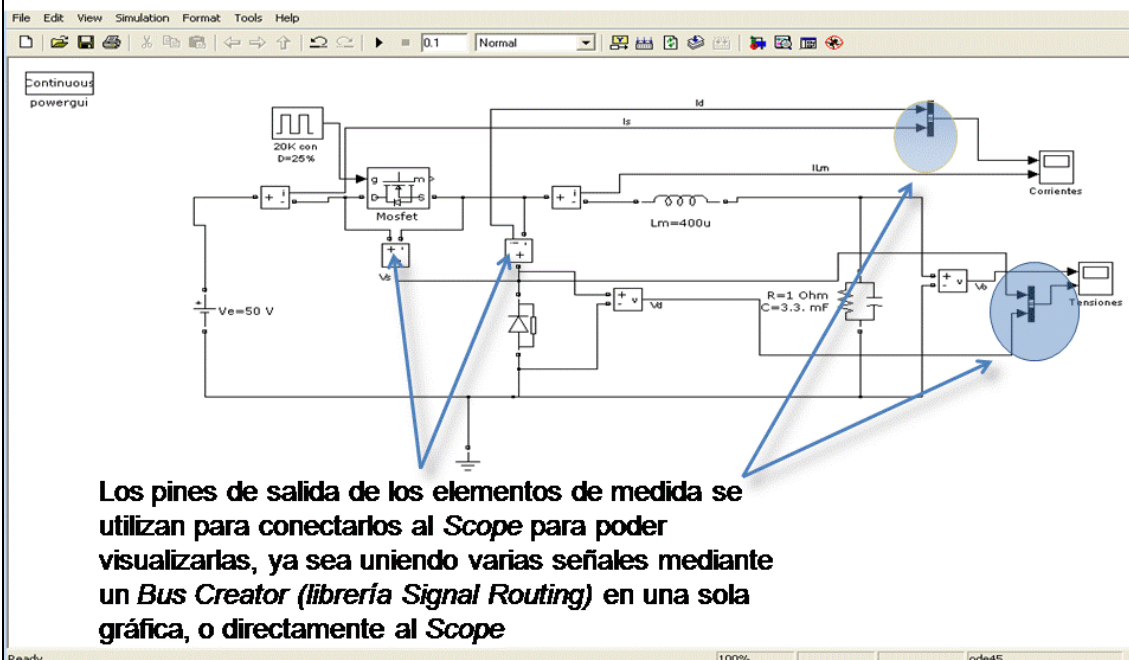 File Edit View Simulation Format Tools Help
0.1 Normal
Continuous
powergui
20K con
D=25%
Id
Is
ILm
Corrientes
g m
D S
Mosfet
+ i
-
+ i
-
Lm=400u
Vs
Ve=50 V
+ v
-
Vd
R=1 Ohm
C=3.3. mF
+ v
-
Vo
Tensiones
Los pines de salida de los elementos de medida se
utilizan para conectarlos al Scope para poder
visualizarlas, ya sea uniendo varias señales mediante
un Bus Creator (librería Signal Routing) en una sola
gráfica, o directamente al Scope
Ready 100% ode45